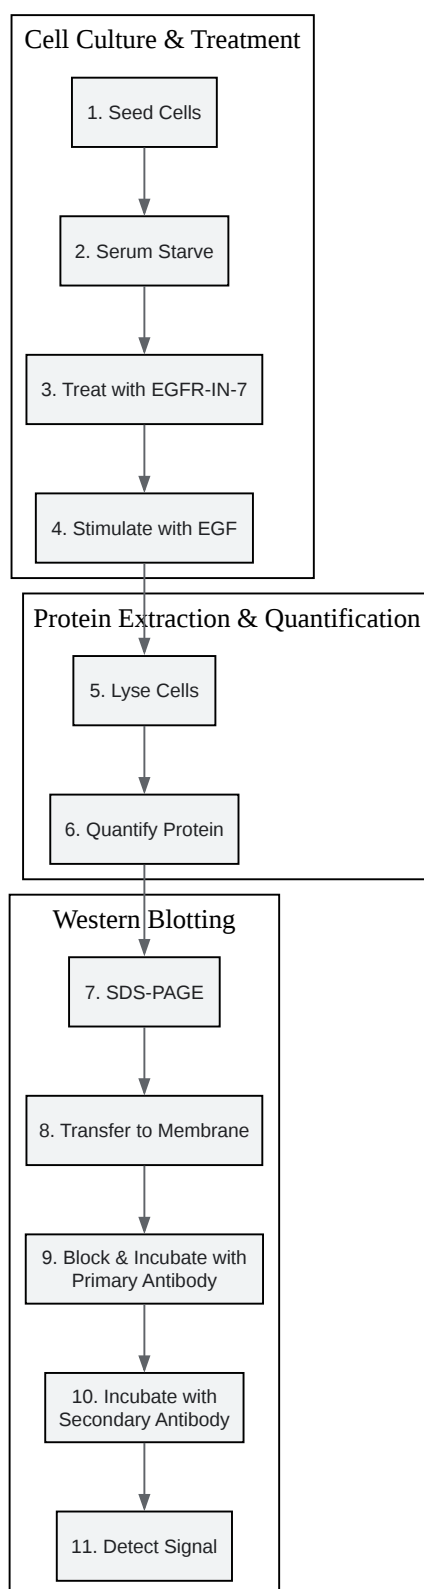 Cell Culture & Treatment
1. Seed Cells
2. Serum Starve
3. Treat with EGFR-IN-7
4. Stimulate with EGF
Protein Extraction & Quantification
5. Lyse Cells
6. Quantify Protein
Western Blotting
7. SDS-PAGE
8. Transfer to Membrane
9. Block & Incubate with
Primary Antibody
10. Incubate with
Secondary Antibody
11. Detect Signal